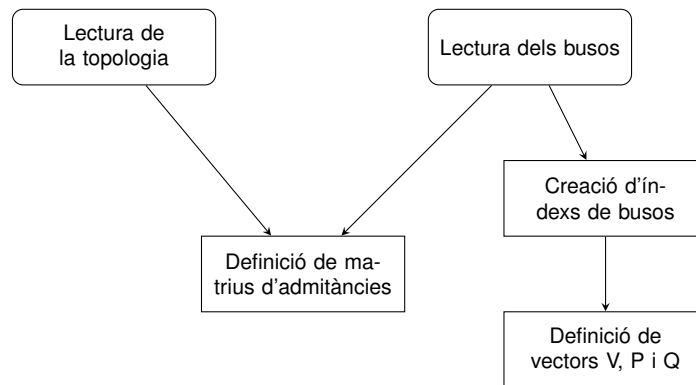 Lectura de
la topologia
Lectura dels busos
Creació d'ín-
dexs de busos
Definició de ma-
trius d'admitàncies
Definició de
vectors V, P i Q